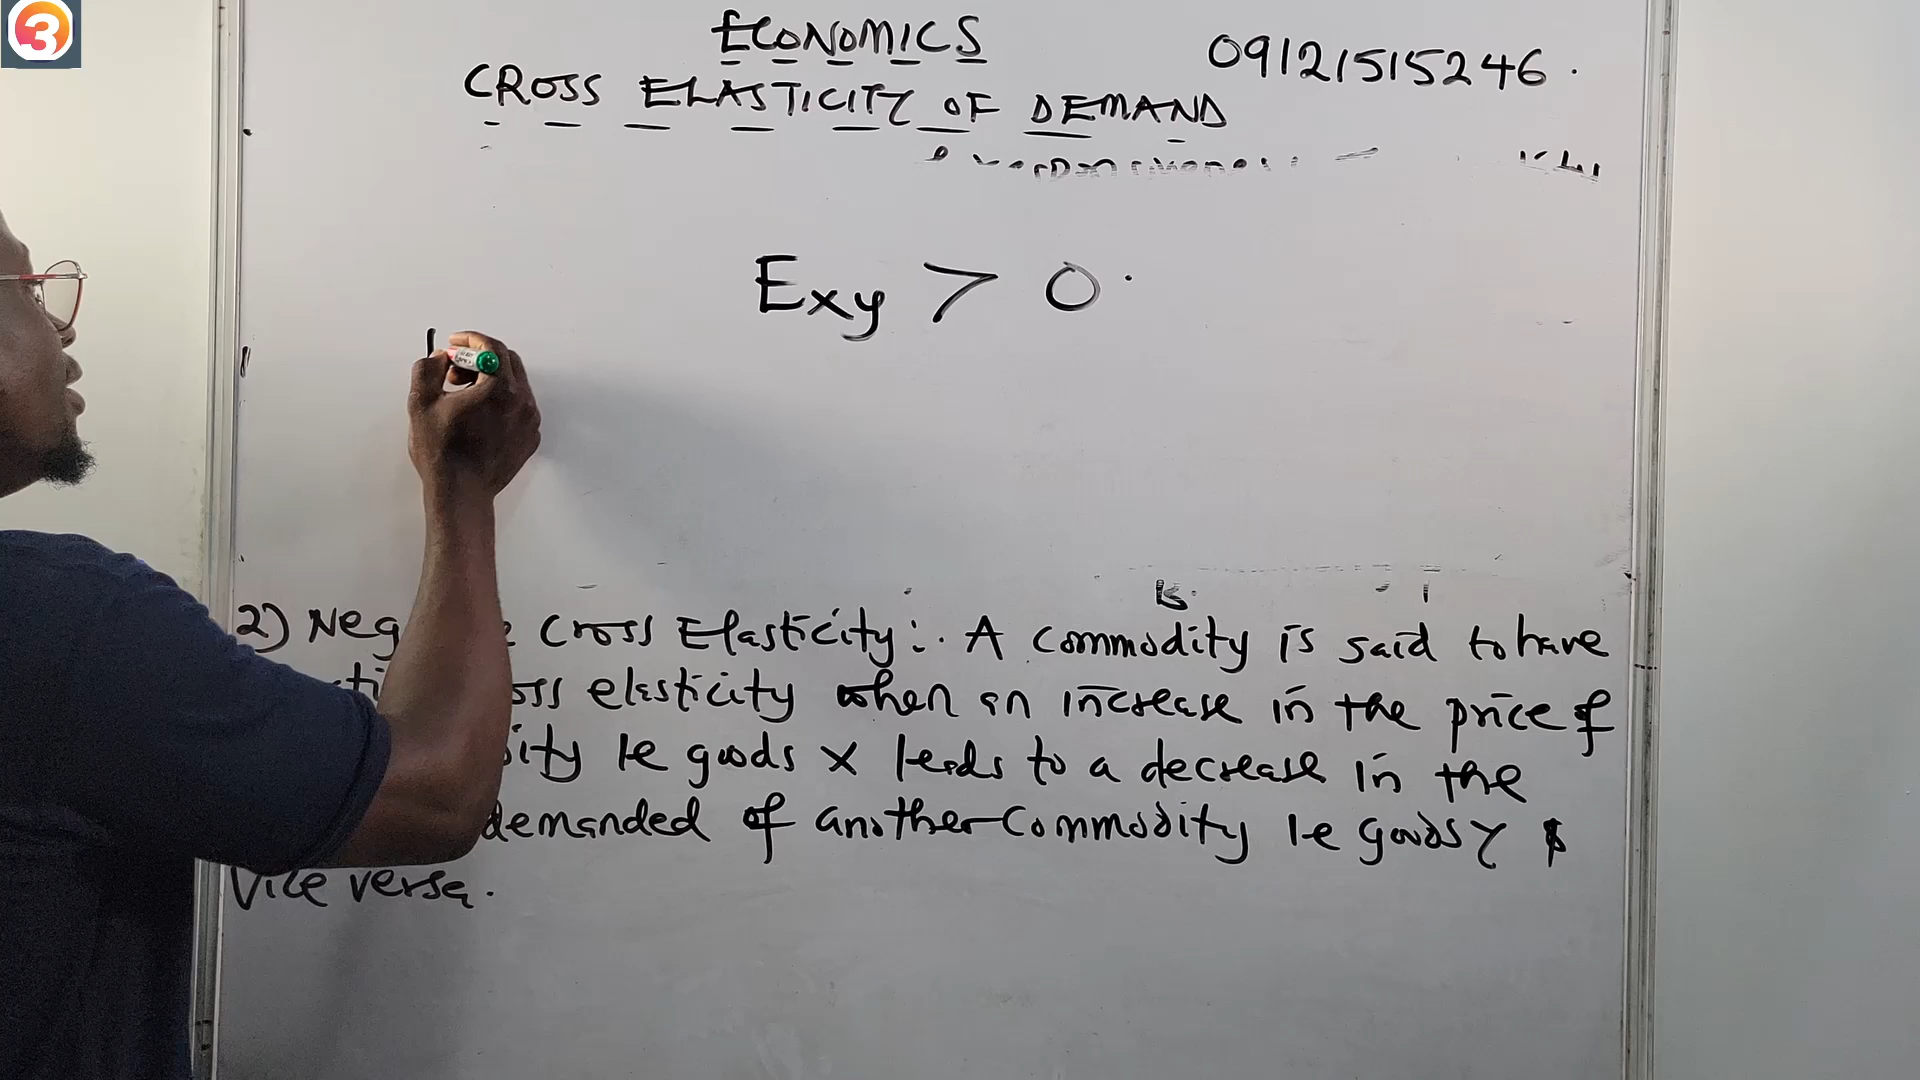 3
ECONOMICS
09121515246.
CROSS ELASTICITY OF DEMAND
Exy > 0.
2) Neg Cross Elasticity:. A Commodity is said to have
elasticity when an increase in the price of
ie goods X leads to a decrease in the
demanded of another Commodity ie goods Y &
Vice versa.